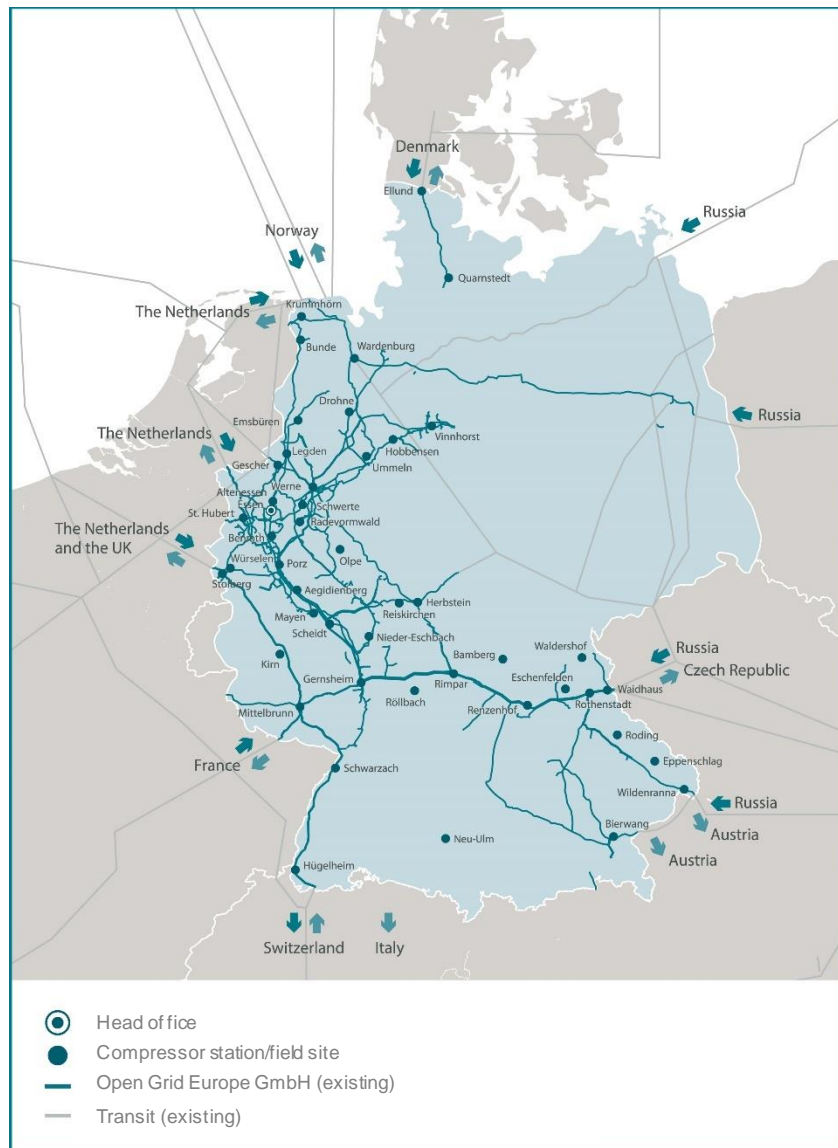 Denmark
Ellund
Russia
Norway
Quarnstedt
The Netherlands
Krummhörn
Bunde
Wardenburg
Drohne
Russia
Emsbüren
The Netherlands
Vinnhorst
Legden
Hobbensen
Gescher
Ummeln
Werne
Altenessen
Essen
Schwerte
St. Hubert
Radevormwald
The Netherlands
and the UK
Benrath
Olpe
Würselen
Porz
Stolberg
Aegidienberg
Herbstein
Reiskirchen
Mayen
Scheidt
Nieder-Eschbach
Waldershof
Russia
Bamberg
Kirn
Czech Republic
Gernsheim
Eschenfelden
Rimpar
Waidhaus
Röllbach
Rothenstadt
Mittelbrunn
Renzenhof
Roding
France
Schwarzach
Eppenschlag
Wildenranna
Russia
Bierwang
Austria
Neu-Ulm
Austria
Hügelheim
Switzerland
Italy
Head office
Compressor station/field site
Open Grid Europe GmbH (existing)
Transit (existing)